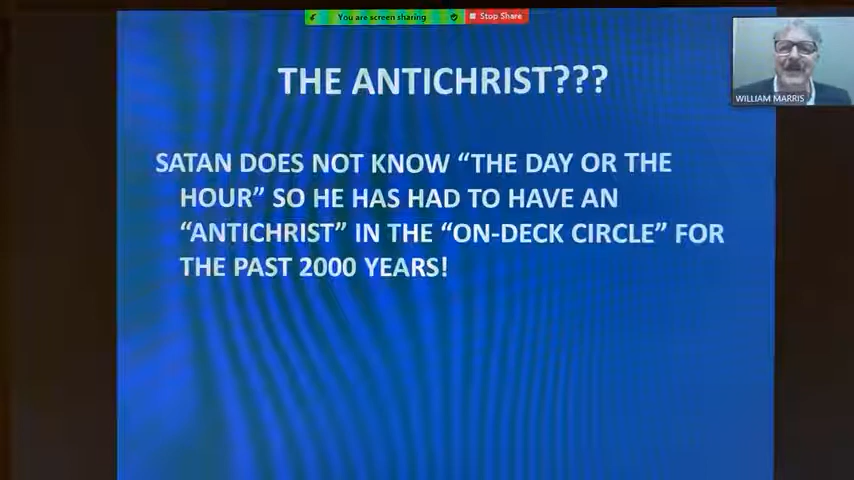 You are screen sharing
Stop Share
WILLIAM MARRIS
THE ANTICHRIST???
SATAN DOES NOT KNOW “THE DAY OR THE
HOUR” SO HE HAS HAD TO HAVE AN
“ANTICHRIST” IN THE “ON-DECK CIRCLE” FOR
THE PAST 2000 YEARS!